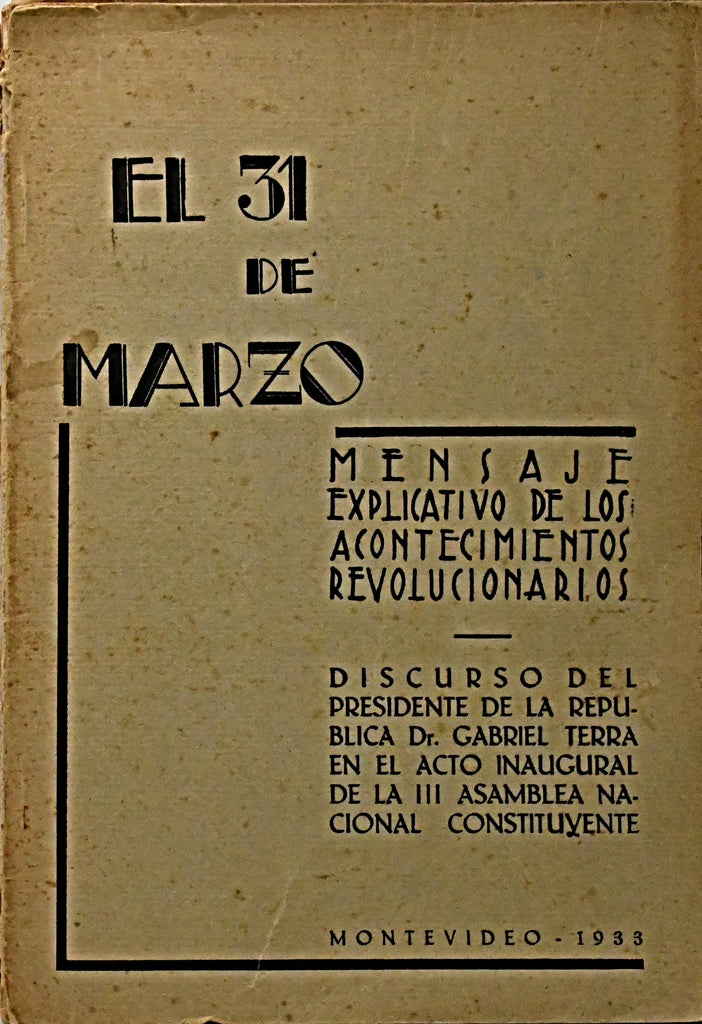 EL 31
DE
MARZO
MENSAJE
EXPLICATIVO DE LOS
ACONTECIMIENTOS
REVOLUCIONARIOS
DISCURSO DEL
PRESIDENTE DE LA REPU-
BLICA Dr. GABRIEL TERRA
EN EL ACTO INAUGURAL
DE LA III ASAMBLEA NA-
CIONAL CONSTITUYENTE
MONTEVIDEO - 1933